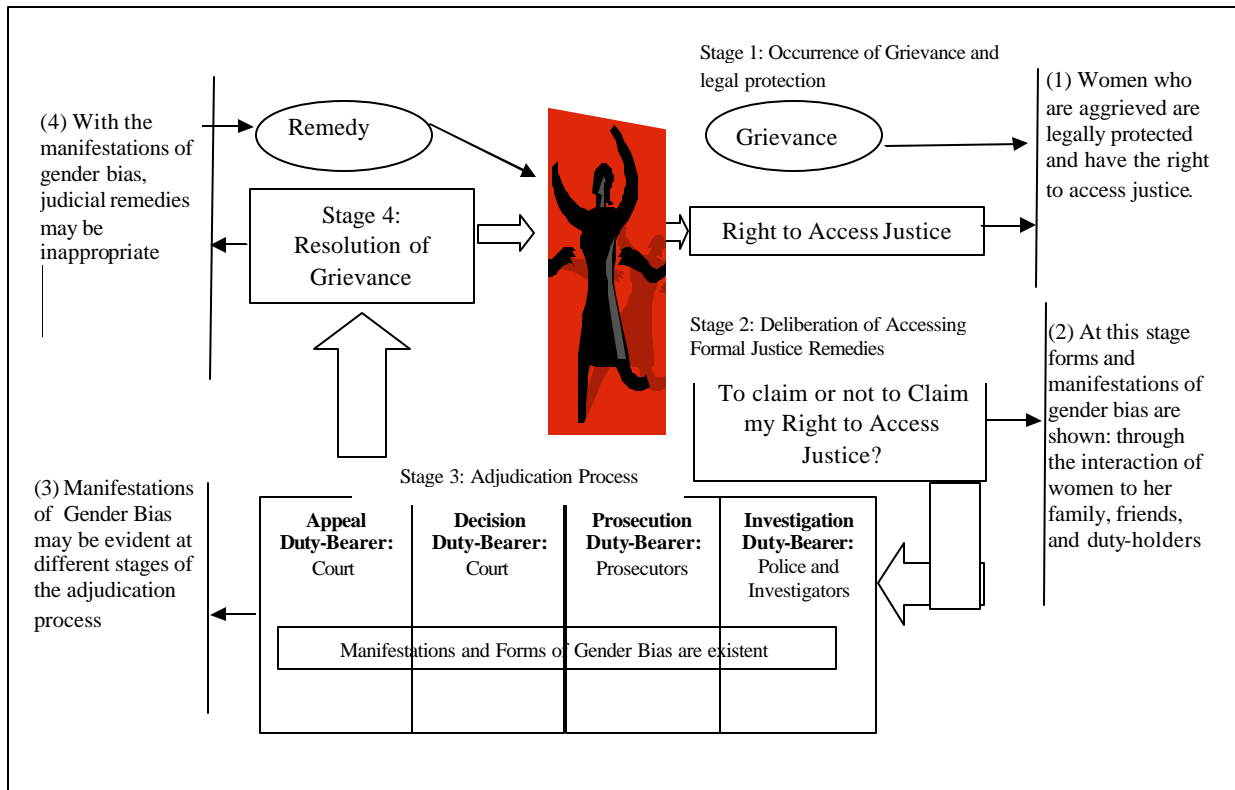 Stage 1: Occurrence of Grievance and
legal protection
Grievance
Right to Access Justice
(1) Women who
are aggrieved are
legally protected
and have the right
to access justice.
Stage 2: Deliberation of Accessing
Formal Justice Remedies
To claim or not to Claim
my Right to Access
Justice?
(2) At this stage
forms and
manifestations of
gender bias are
shown: through
the interaction of
women to her
family, friends,
and duty-holders
Stage 3: Adjudication Process
Appeal
Duty-Bearer:
Court
Decision
Duty-Bearer:
Court
Prosecution
Duty-Bearer:
Prosecutors
Investigation
Duty-Bearer:
Police and
Investigators
Manifestations and Forms of Gender Bias are existent
(3) Manifestations
of Gender Bias
may be evident at
different stages of
the adjudication
process
Remedy
Stage 4:
Resolution of
Grievance
(4) With the
manifestations of
gender bias,
judicial remedies
may be
inappropriate